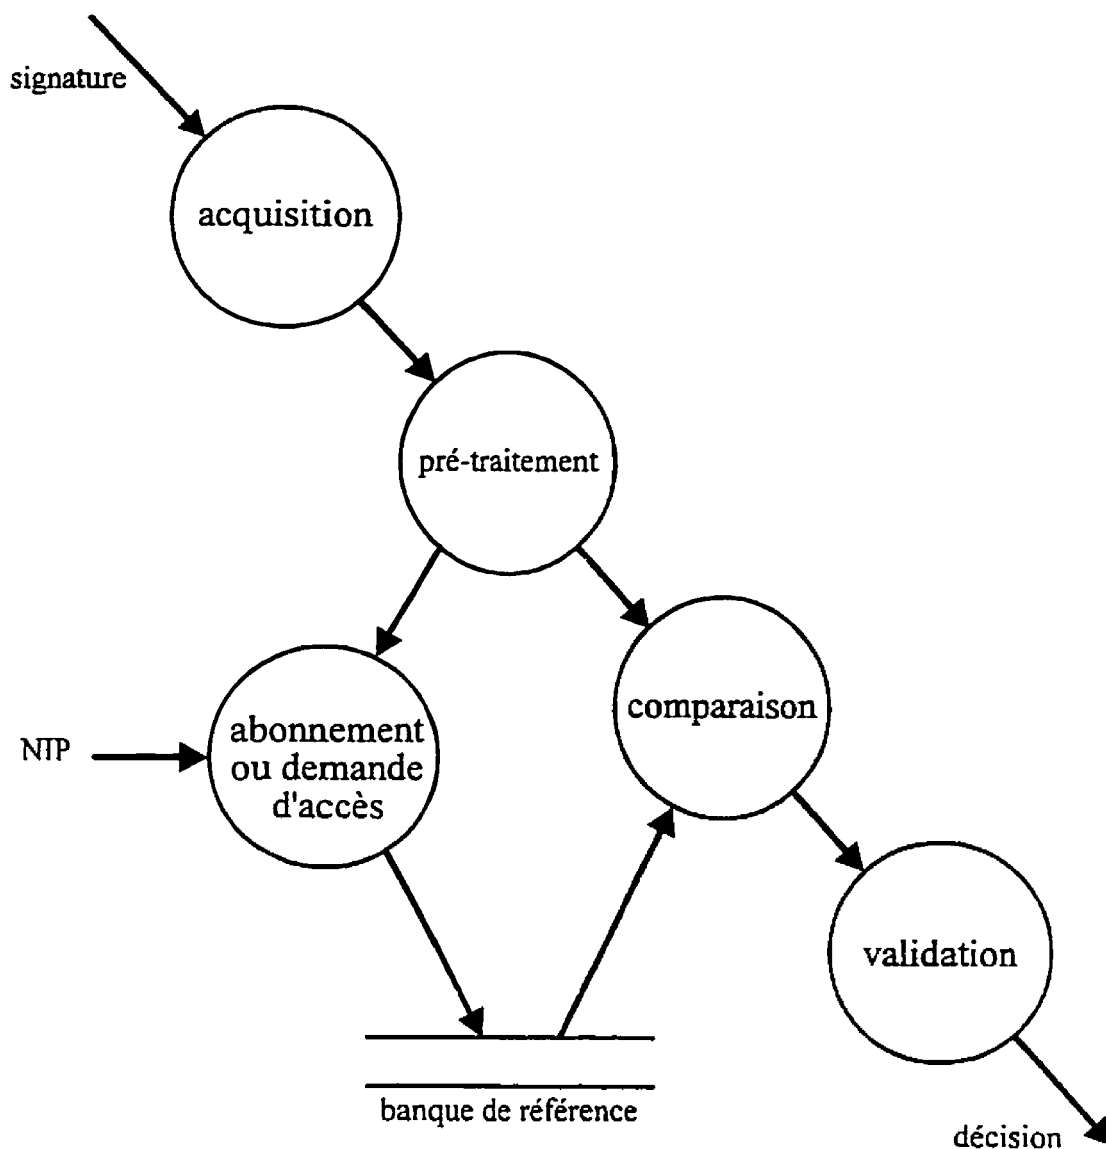 signature
acquisition
pré-traitement
comparaison
NIP
abonnement
ou demande
d'accès
validation
banque de référence
décision